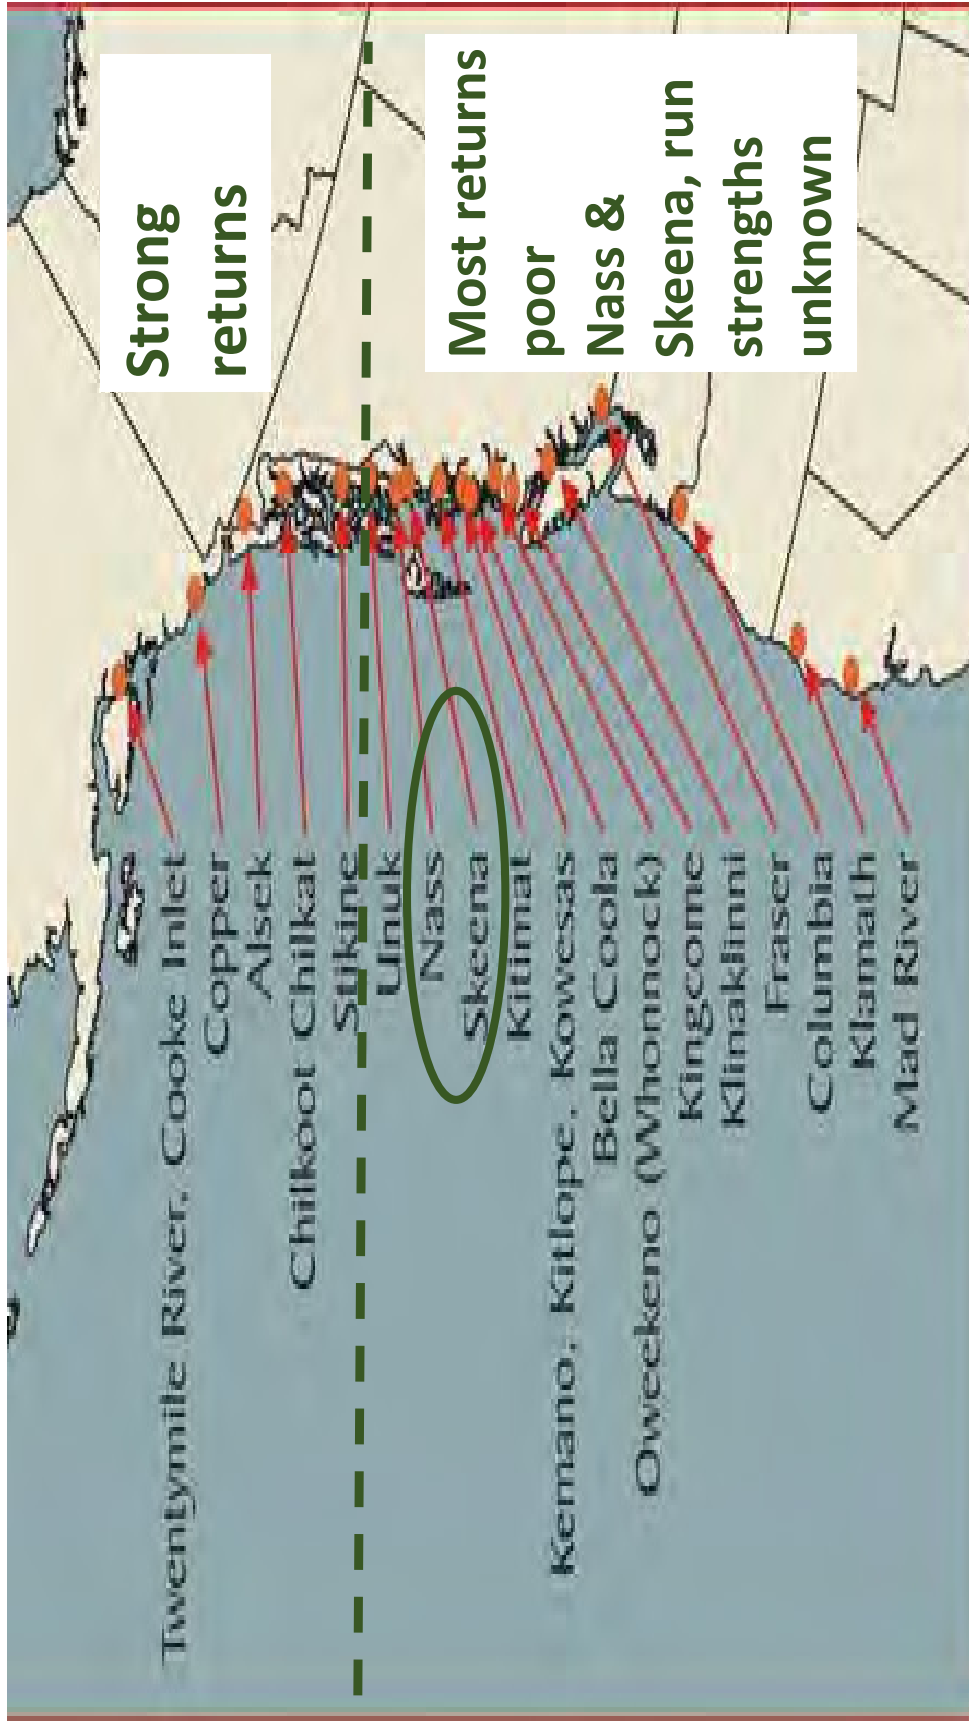 Strong
returns
Most returns
poor
Nass &
Skeena, run
strengths
unknown
Twentymile River, Cooke Inlet
Copper
Alsek
Chilkoot Chilkat
Stikine
Unuk
Nass
Skeena
Kitimat
Kemano, Kitlope, Kowesas
Bella Coola
Oweekeno (Whonnock)
Kingcome
Klinaklinni
Fraser
Columbia
Klamath
Mad River